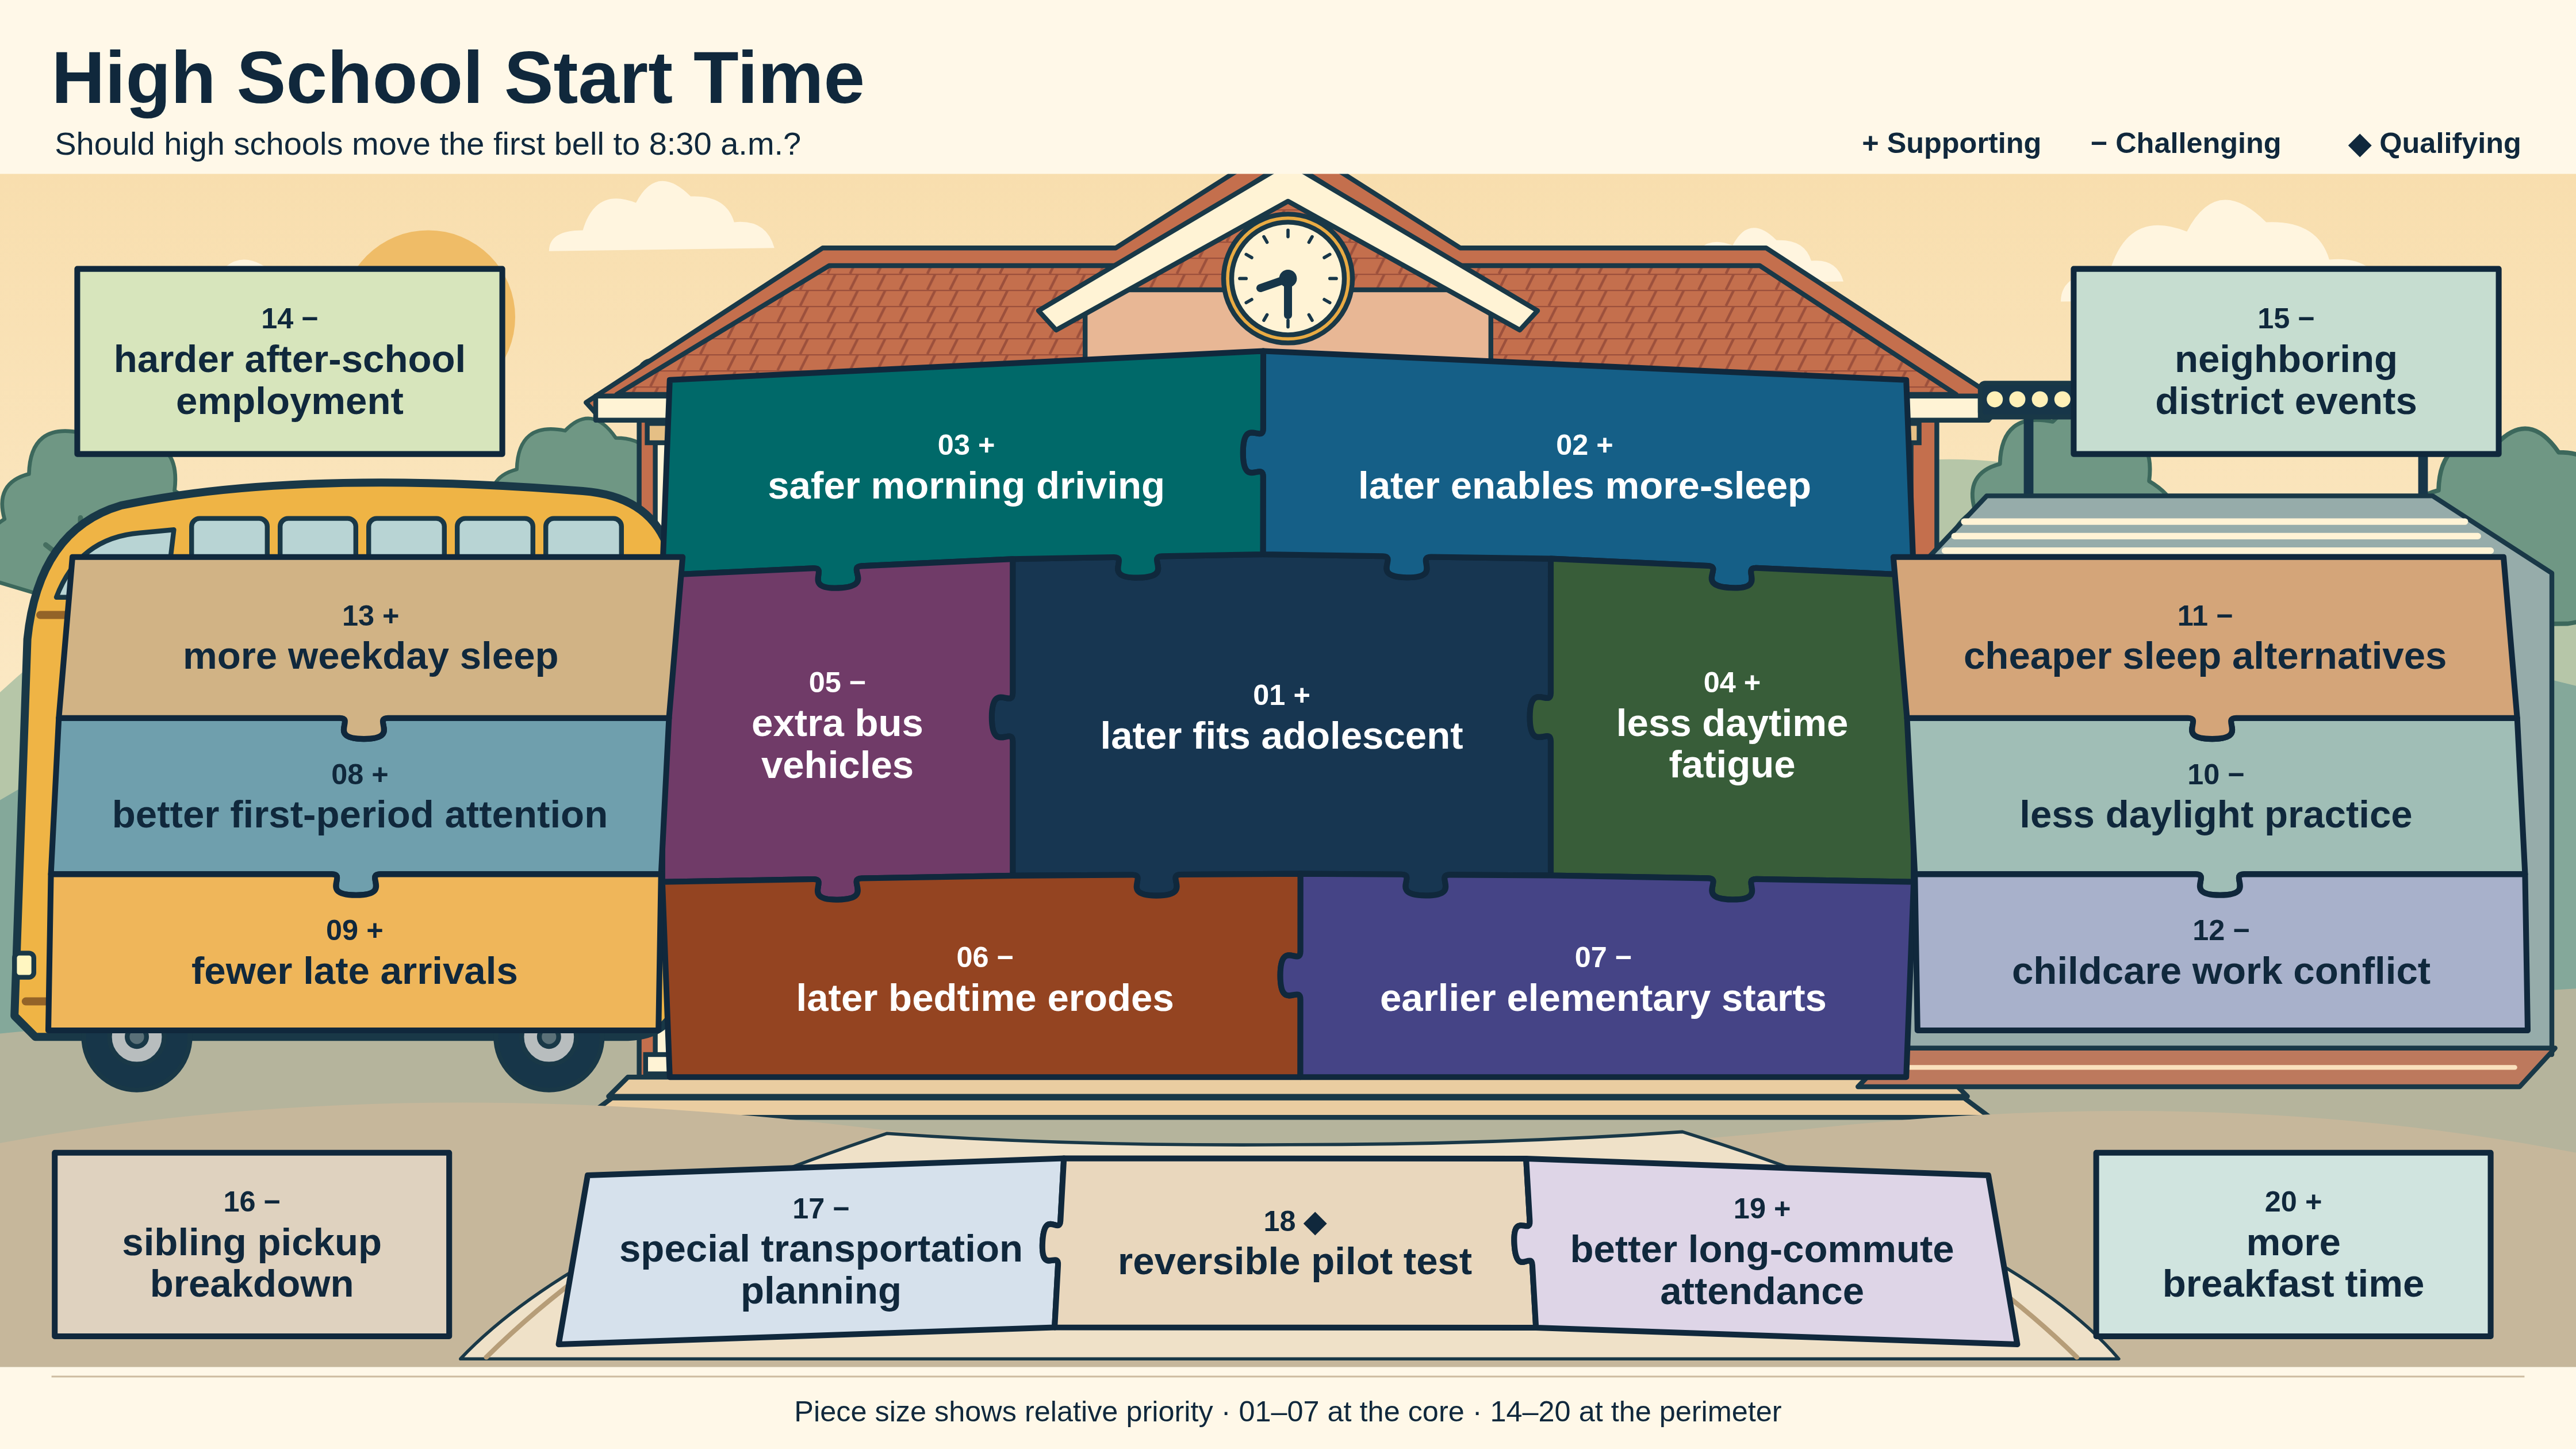 High School Start Time
Should high schools move the first bell to 8:30 a.m.?
+ Supporting − Challenging ◆ Qualifying
14 −
harder after-school
employment
15 −
neighboring
district events
03 +
safer morning driving
02 +
later enables more-sleep
13 +
more weekday sleep
05 −
extra bus
vehicles
01 +
later fits adolescent
04 +
less daytime
fatigue
11 −
cheaper sleep alternatives
08 +
better first-period attention
10 −
less daylight practice
09 +
fewer late arrivals
06 −
later bedtime erodes
07 −
earlier elementary starts
12 −
childcare work conflict
16 −
sibling pickup
breakdown
17 −
special transportation
planning
18 ◆
reversible pilot test
19 +
better long-commute
attendance
20 +
more
breakfast time
Piece size shows relative priority · 01–07 at the core · 14–20 at the perimeter